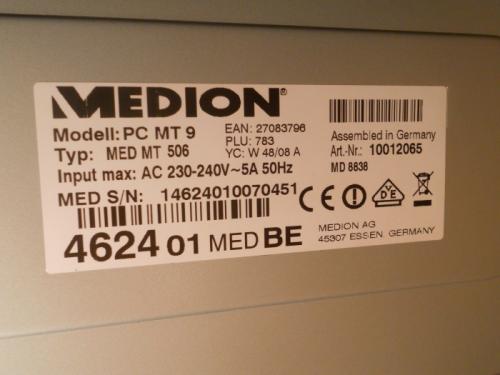 MEDION®
Modell: PC MT 9
EAN: 27083796
Typ: MED MT 506
PLU: 783
Input max: AC 230-240V~5A 50Hz
YC: W 48/08 A
Assembled in Germany
Art.-Nr.: 10012065
MD 8838
MED S/N: 14624010070451
CE
DYE
4624 01 MED BE
MEDION AG
45307 ESSEN, GERMANY